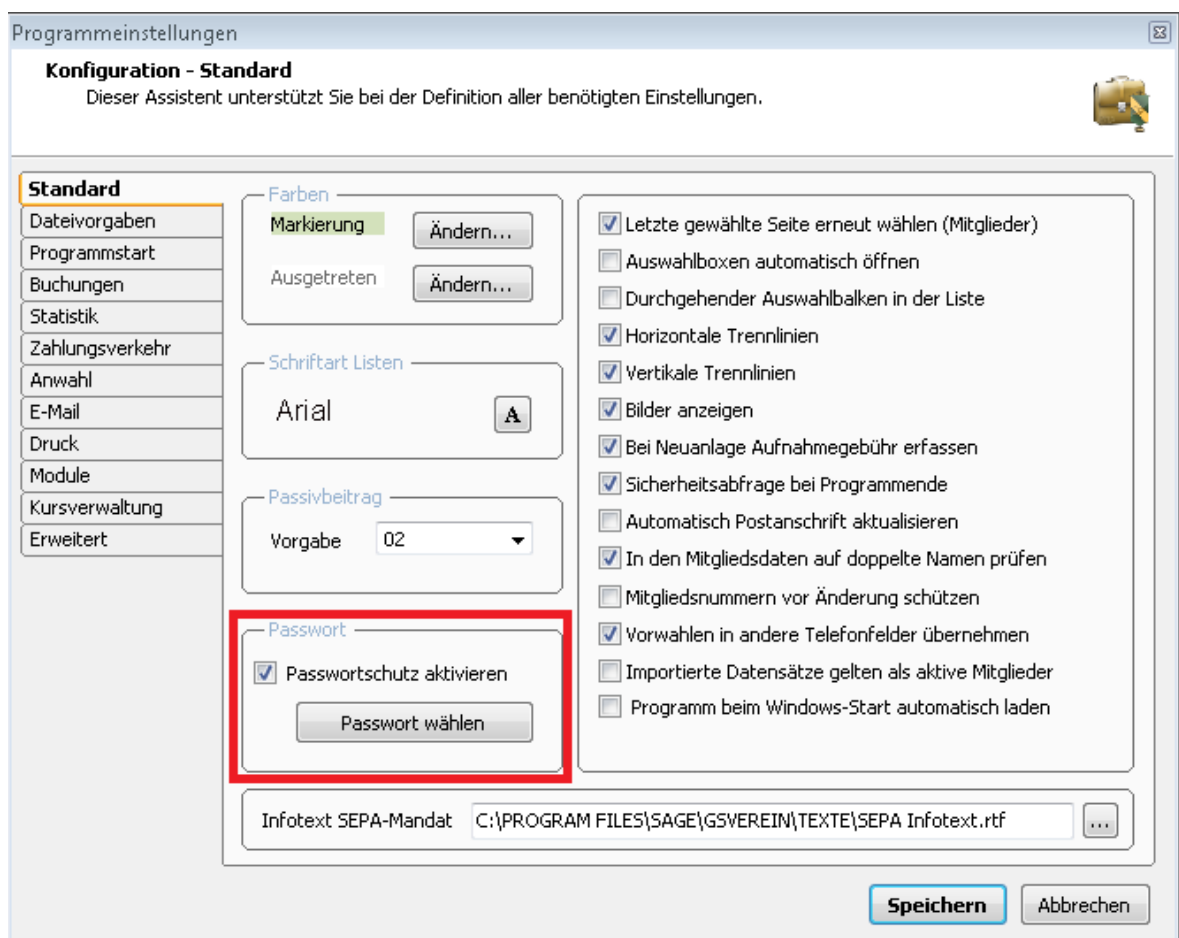 Programmeinstellungen
Konfiguration - Standard
Dieser Assistent unterstützt Sie bei der Definition aller benötigten Einstellungen.
Standard
Dateivorgaben
Programmstart
Buchungen
Statistik
Zahlungsverkehr
Anwahl
E-Mail
Druck
Module
Kursverwaltung
Erweitert
Farben
Markierung
Ändern...
Ausgetreten
Ändern...
Schriftart Listen
Arial
A
Passivbeitrag
Vorgabe
02
Passwort
Passwortschutz aktivieren
Passwort wählen
Letzte gewählte Seite erneut wählen (Mitglieder)
Auswahlboxen automatisch öffnen
Durchgehender Auswahlbalken in der Liste
Horizontale Trennlinien
Vertikale Trennlinien
Bilder anzeigen
Bei Neuanlage Aufnahmegebühr erfassen
Sicherheitsabfrage bei Programmende
Automatisch Postanschrift aktualisieren
In den Mitgliedsdaten auf doppelte Namen prüfen
Mitgliedsnummern vor Änderung schützen
Vorwahlen in andere Telefonfelder übernehmen
Importierte Datensätze gelten als aktive Mitglieder
Programm beim Windows-Start automatisch laden
Infotext SEPA-Mandat
C:\PROGRAM FILES\SAGE\GSVEREIN\TEXTE\SEPA Infotext.rtf
...
Speichern
Abbrechen